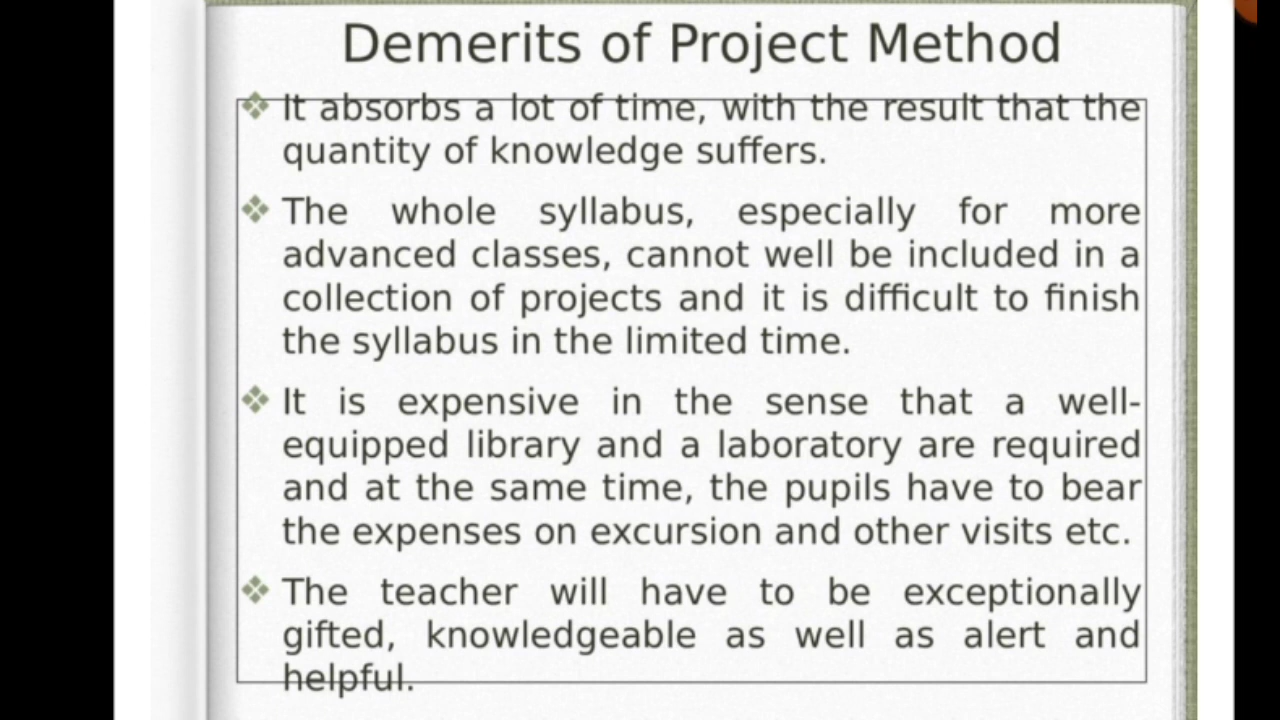 Demerits of Project Method
It absorbs a lot of time, with the result that the
quantity of knowledge suffers.
The whole syllabus, especially for more
advanced classes, cannot well be included in a
collection of projects and it is difficult to finish
the syllabus in the limited time.
It is expensive in the sense that a well-
equipped library and a laboratory are required
and at the same time, the pupils have to bear
the expenses on excursion and other visits etc.
The teacher will have to be exceptionally
gifted, knowledgeable as well as alert and
helpful.